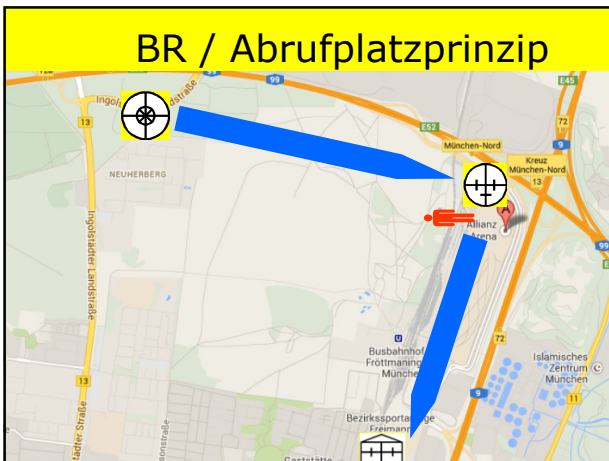 BR / Abrufplatzprinzip
99
E45
13
72
E52
9
München-Nord
Kreuz
München-Nord
13
NEUHERBERG
Ingolstädter Landstraße
A
Allianz
Arena
99
72
U
Busbahnhof
Fröttmaning
München
Islamisches
Zentrum
München
13
9
11
Bezirkssportanlage
Freimann
Gaststätte